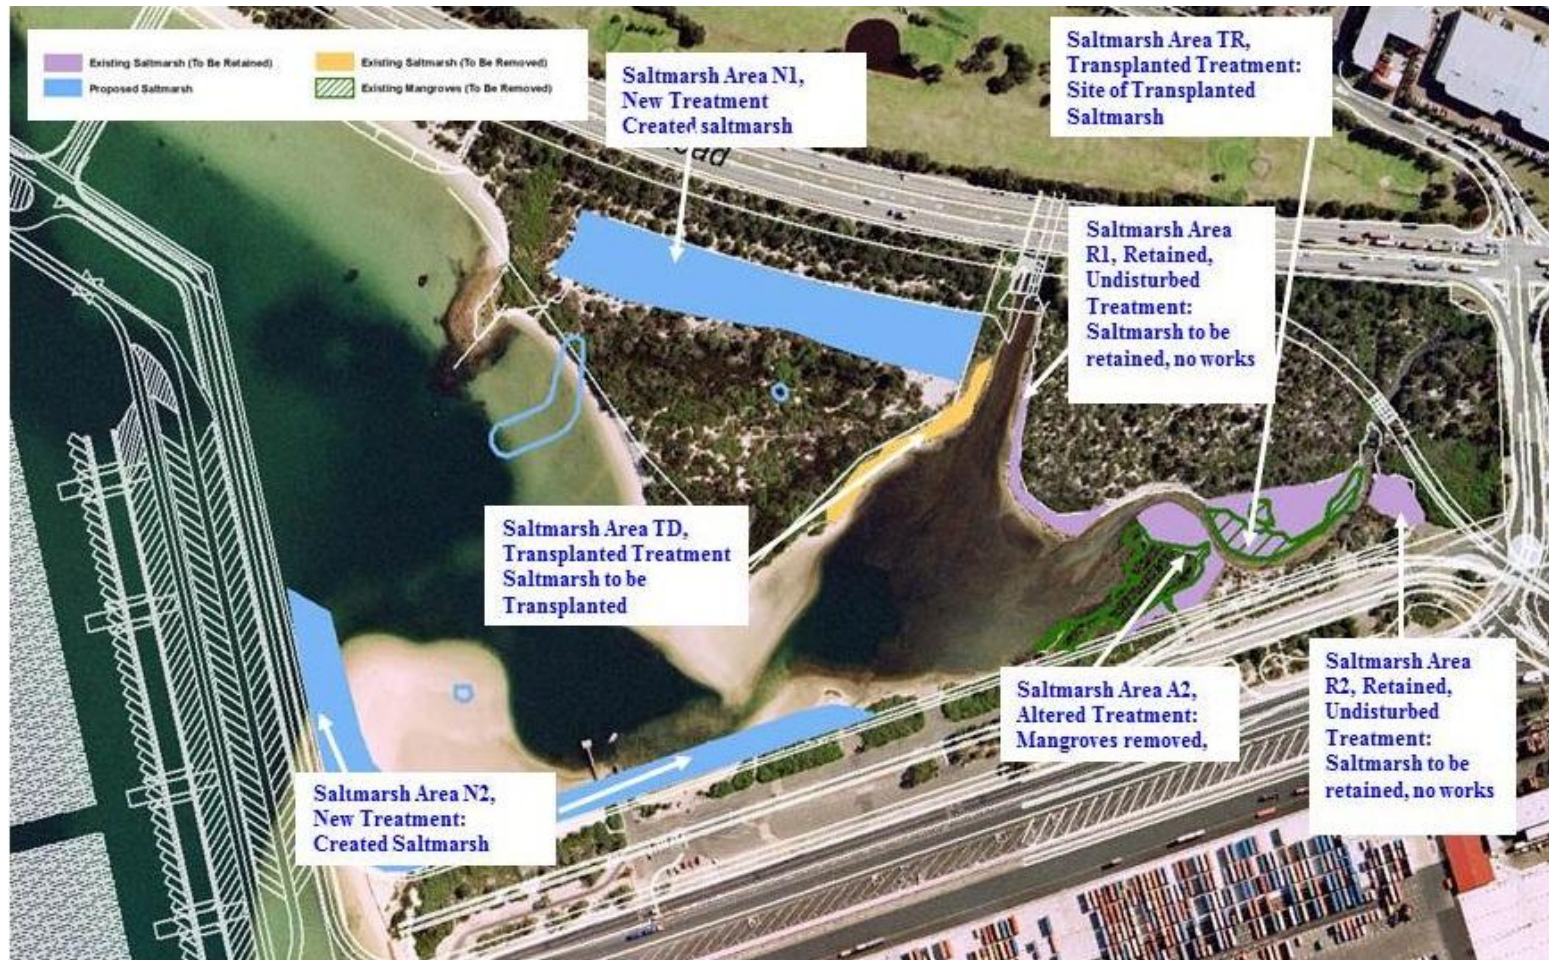 Existing Saltmarsh (To Be Retained)
Existing Saltmarsh (To Be Removed)
Proposed Saltmarsh
Existing Mangroves (To Be Removed)
Saltmarsh Area N1,
New Treatment
Created saltmarsh
Saltmarsh Area TR,
Transplanted Treatment:
Site of Transplanted
Saltmarsh
Saltmarsh Area
R1, Retained,
Undisturbed
Treatment:
Saltmarsh to be
retained, no works
Saltmarsh Area TD,
Transplanted Treatment
Saltmarsh to be
Transplanted
Saltmarsh Area A2,
Altered Treatment:
Mangroves removed,
Saltmarsh Area
R2, Retained,
Undisturbed
Treatment:
Saltmarsh to be
retained, no works
Saltmarsh Area N2,
New Treatment:
Created Saltmarsh